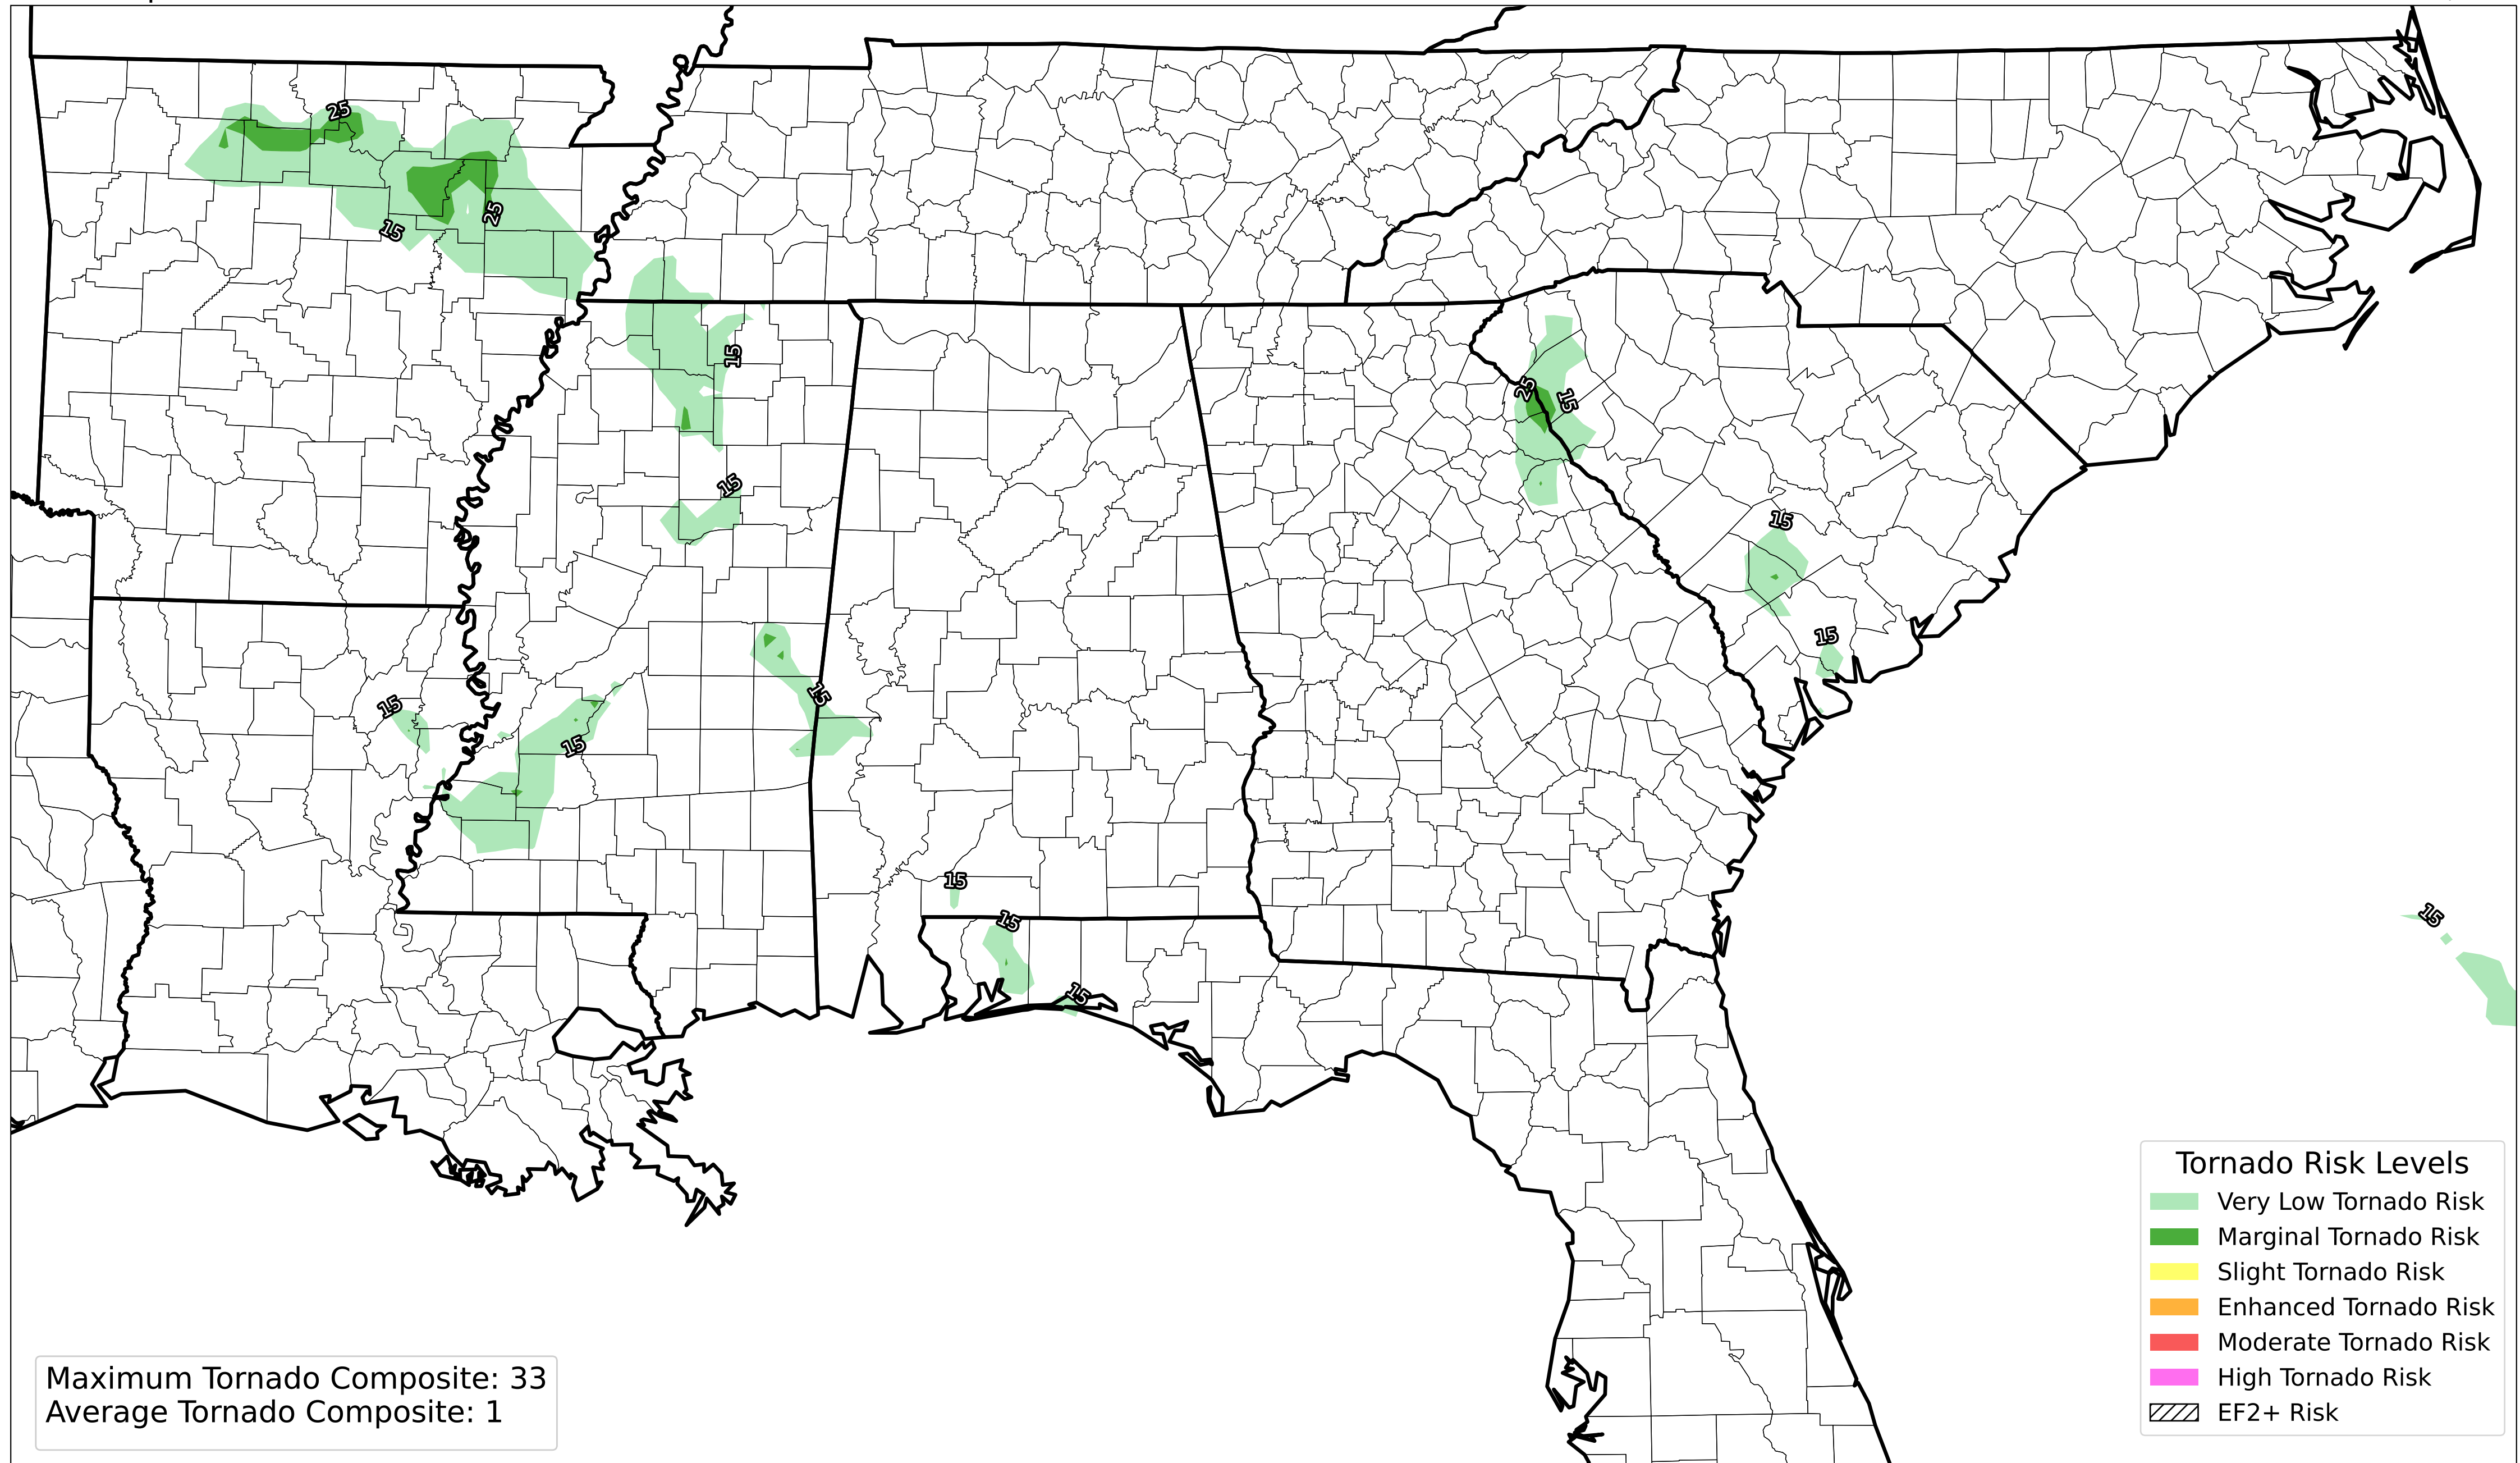 25
25
15
15
25
15
15
15
15
15
15
15
15
15
15
15
Maximum Tornado Composite: 33
Average Tornado Composite: 1
Tornado Risk Levels
Very Low Tornado Risk
Marginal Tornado Risk
Slight Tornado Risk
Enhanced Tornado Risk
Moderate Tornado Risk
High Tornado Risk
EF2+ Risk